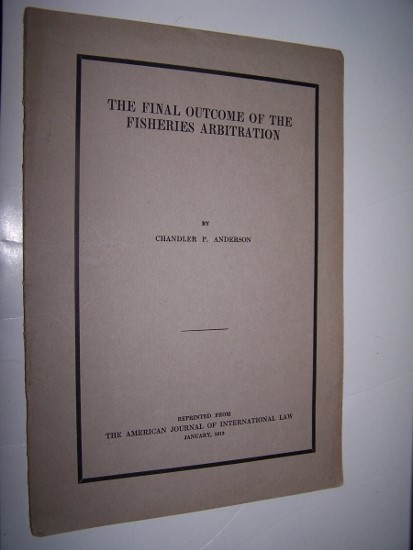 THE FINAL OUTCOME OF THE
FISHERIES ARBITRATION
BY
CHANDLER P. ANDERSON
REPRINTED FROM
THE AMERICAN JOURNAL OF INTERNATIONAL LAW
JANUARY, 1913